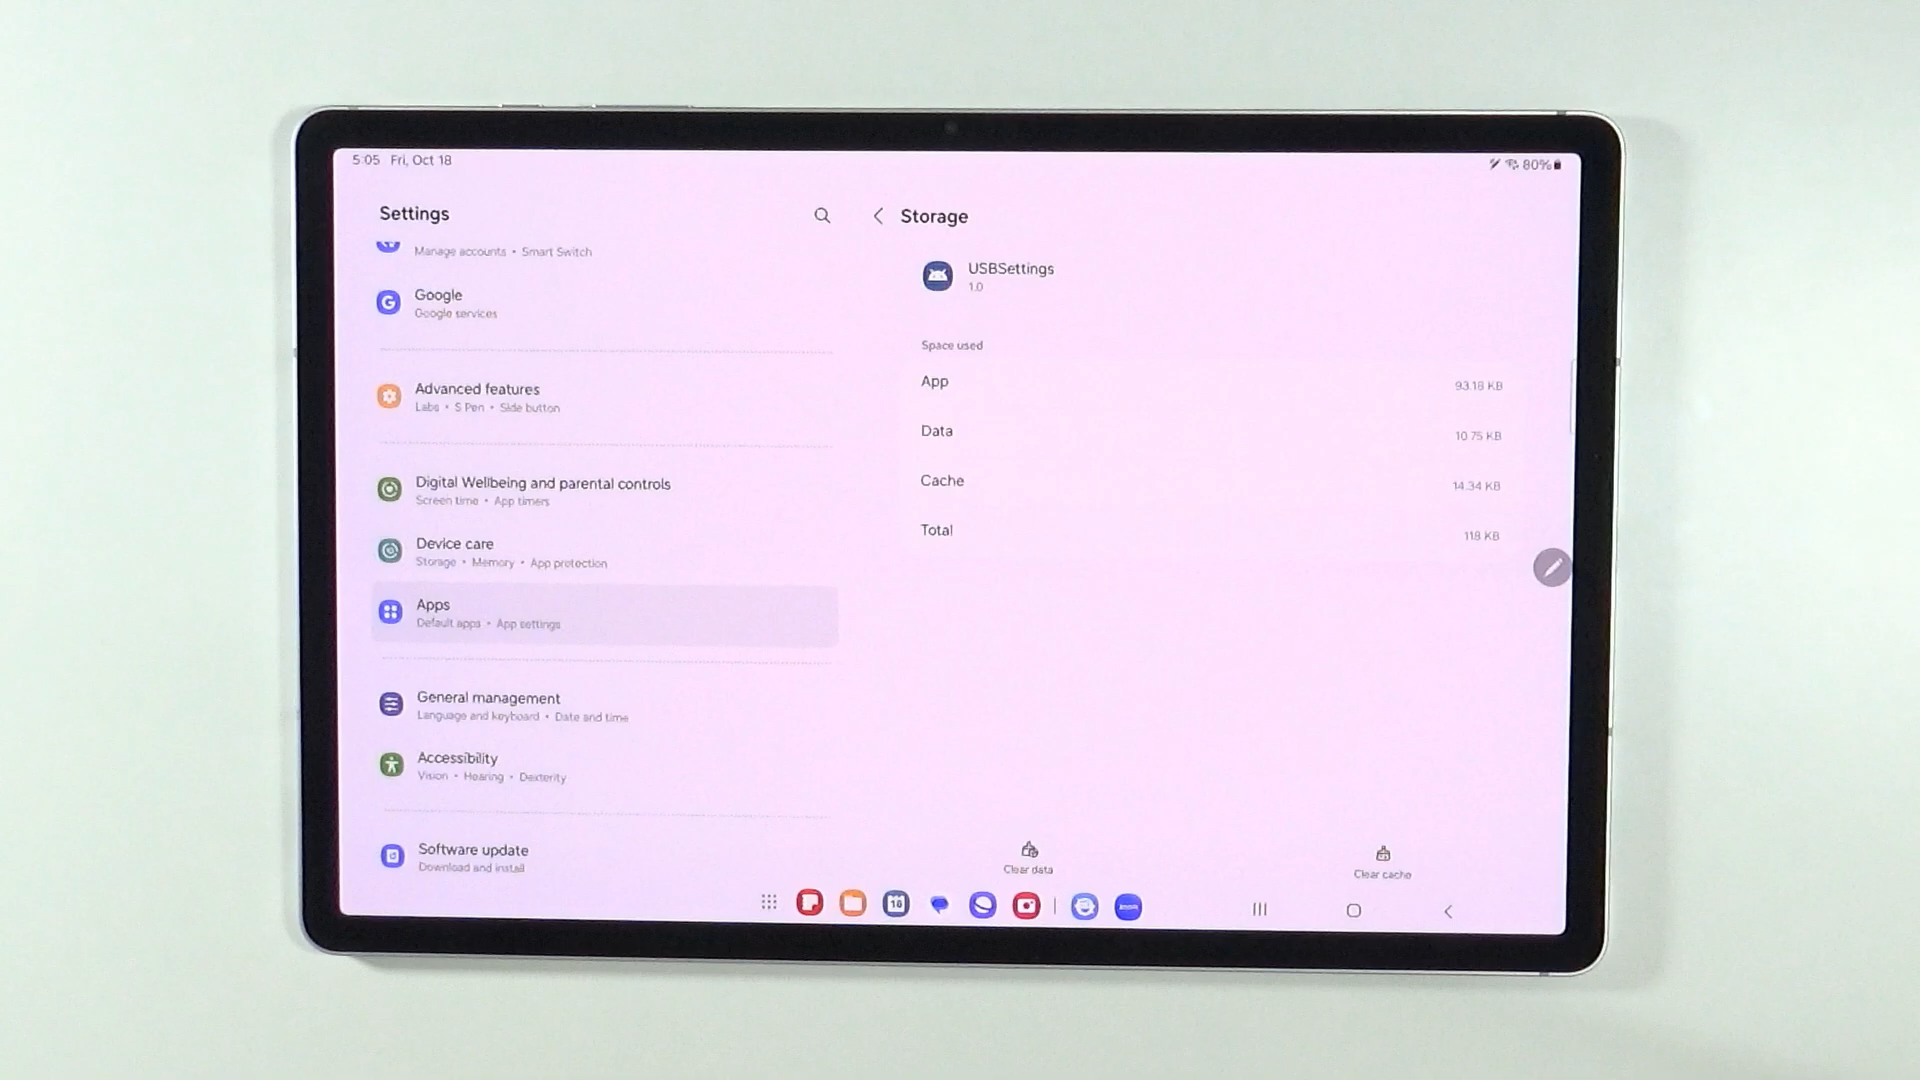 5:05 Fri, Oct 18
80%
Settings
Manage accounts • Smart Switch
Google
Google services
Advanced features
Labs • S Pen • Side button
Digital Wellbeing and parental controls
Screen time • App timers
Device care
Storage • Memory • App protection
Apps
Default apps • App settings
General management
Language and keyboard • Date and time
Accessibility
Vision • Hearing • Dexterity
Software update
Download and install
Storage
USBSettings
1.0
Space used
App 93.18 KB
Data 10.75 KB
Cache 14.34 KB
Total 118 KB
Clear data
Clear cache
18
zoom